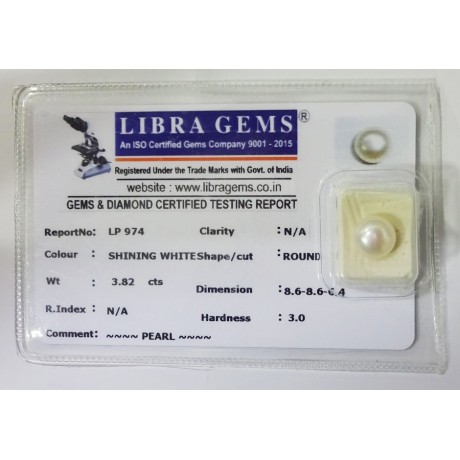 LIBRA GEMS ®
An ISO Certified Gems Company 9001 - 2015
Registered Under the Trade Marks with Govt. of India
website : www.libragems.co.in
GEMS & DIAMOND CERTIFIED TESTING REPORT
ReportNo: LP 974 Clarity : N/A
Colour : SHINING WHITE Shape/cut : ROUND
Wt : 3.82 cts Dimension : 8.6-8.6-6.4
R.Index : N/A Hardness : 3.0
Comment: ~~~~ PEARL ~~~~